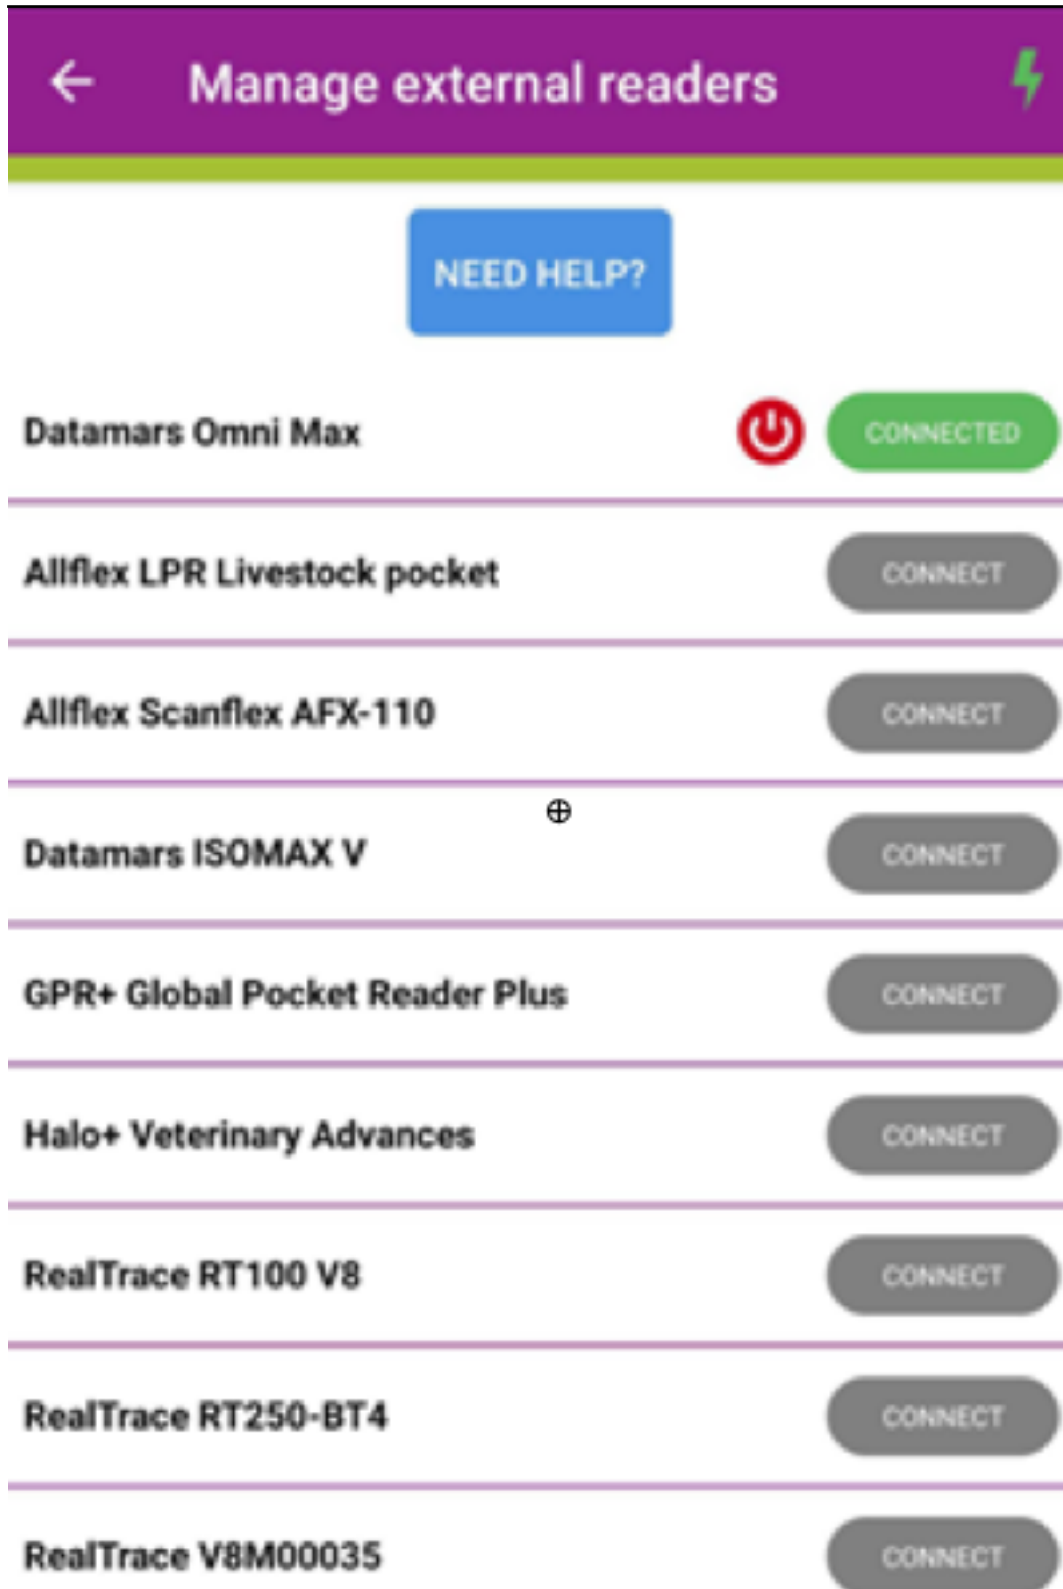 Manage external readers
NEED HELP?
Datamars Omni Max CONNECTED
Allflex LPR Livestock pocket CONNECT
Allflex Scanflex AFX-110 CONNECT
Datamars ISOMAX V CONNECT
GPR+ Global Pocket Reader Plus CONNECT
Halo+ Veterinary Advances CONNECT
RealTrace RT100 V8 CONNECT
RealTrace RT250-BT4 CONNECT
RealTrace V8M00035 CONNECT